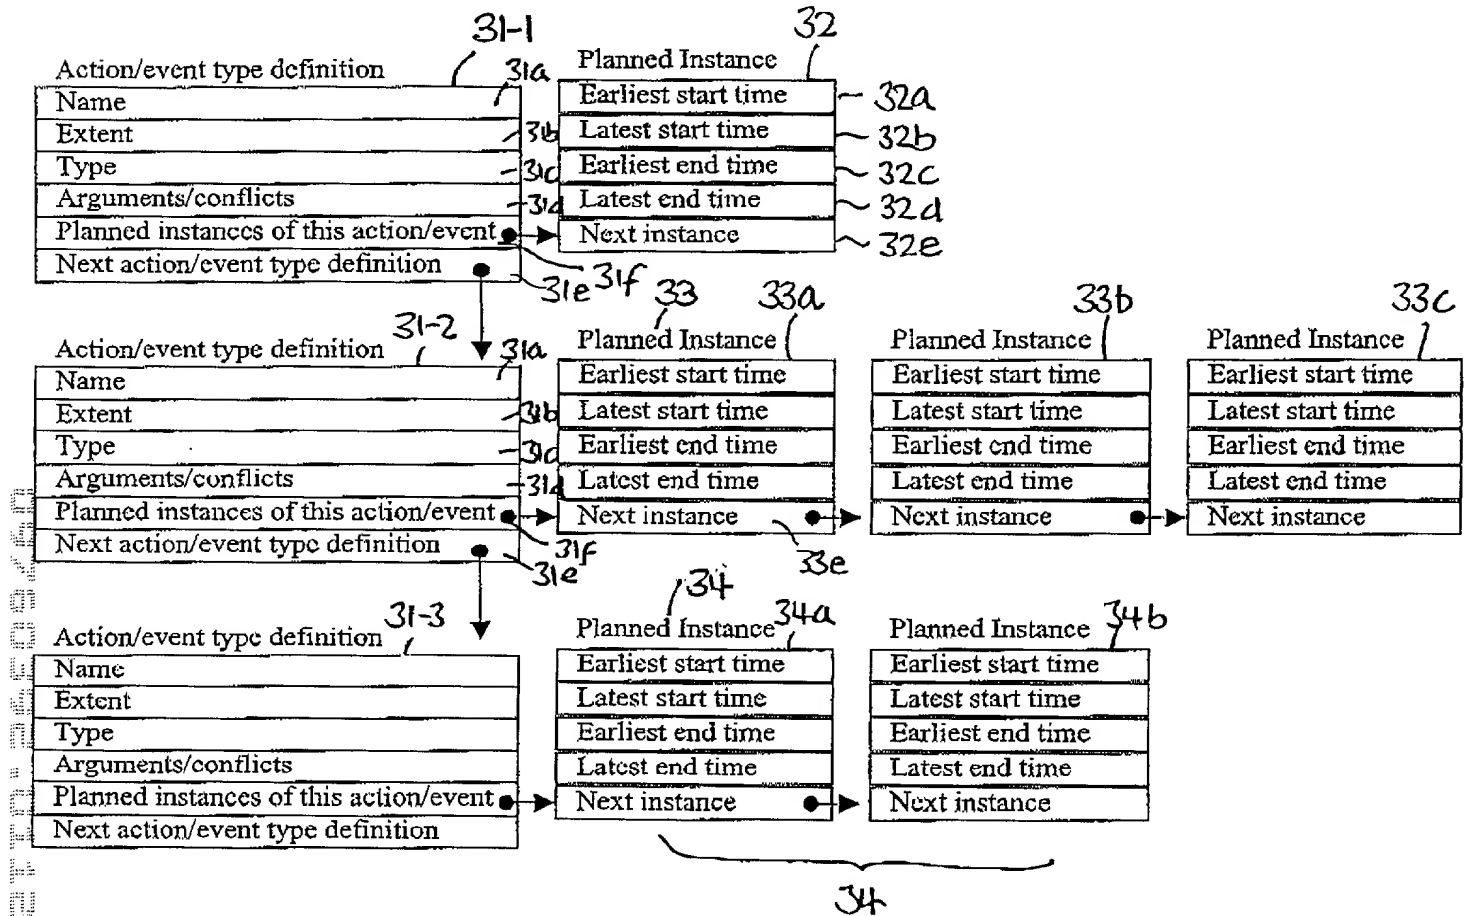 31-1
32
Action/event type definition
31a
Planned Instance
Name
Earliest start time
32a
Extent
31b
Latest start time
32b
Type
31c
Earliest end time
32c
Arguments/conflicts
31d
Latest end time
32d
Planned instances of this action/event
Next instance
32e
Next action/event type definition
31e
31f
33
33a
33b
33c
31-2
Action/event type definition
31a
Planned Instance
Planned Instance
Planned Instance
Name
Earliest start time
Earliest start time
Earliest start time
Extent
31b
Latest start time
Latest start time
Latest start time
Type
31c
Earliest end time
Earliest end time
Earliest end time
Arguments/conflicts
31d
Latest end time
Latest end time
Latest end time
Planned instances of this action/event
Next instance
Next instance
Next instance
Next action/event type definition
31f
31e
33e
34
31-3
34a
34b
Action/event type definition
Planned Instance
Planned Instance
Name
Earliest start time
Earliest start time
Extent
Latest start time
Latest start time
Type
Earliest end time
Earliest end time
Arguments/conflicts
Latest end time
Latest end time
Planned instances of this action/event
Next instance
Next instance
Next action/event type definition
34